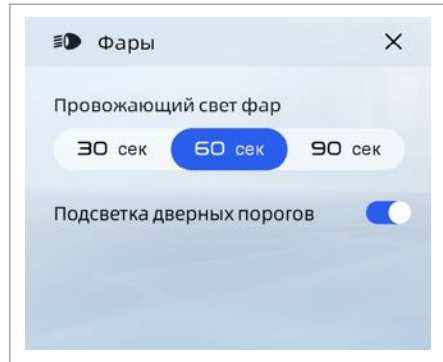 Фары
Провожающий свет фар
30 сек 60 сек 90 сек
Подсветка дверных порогов